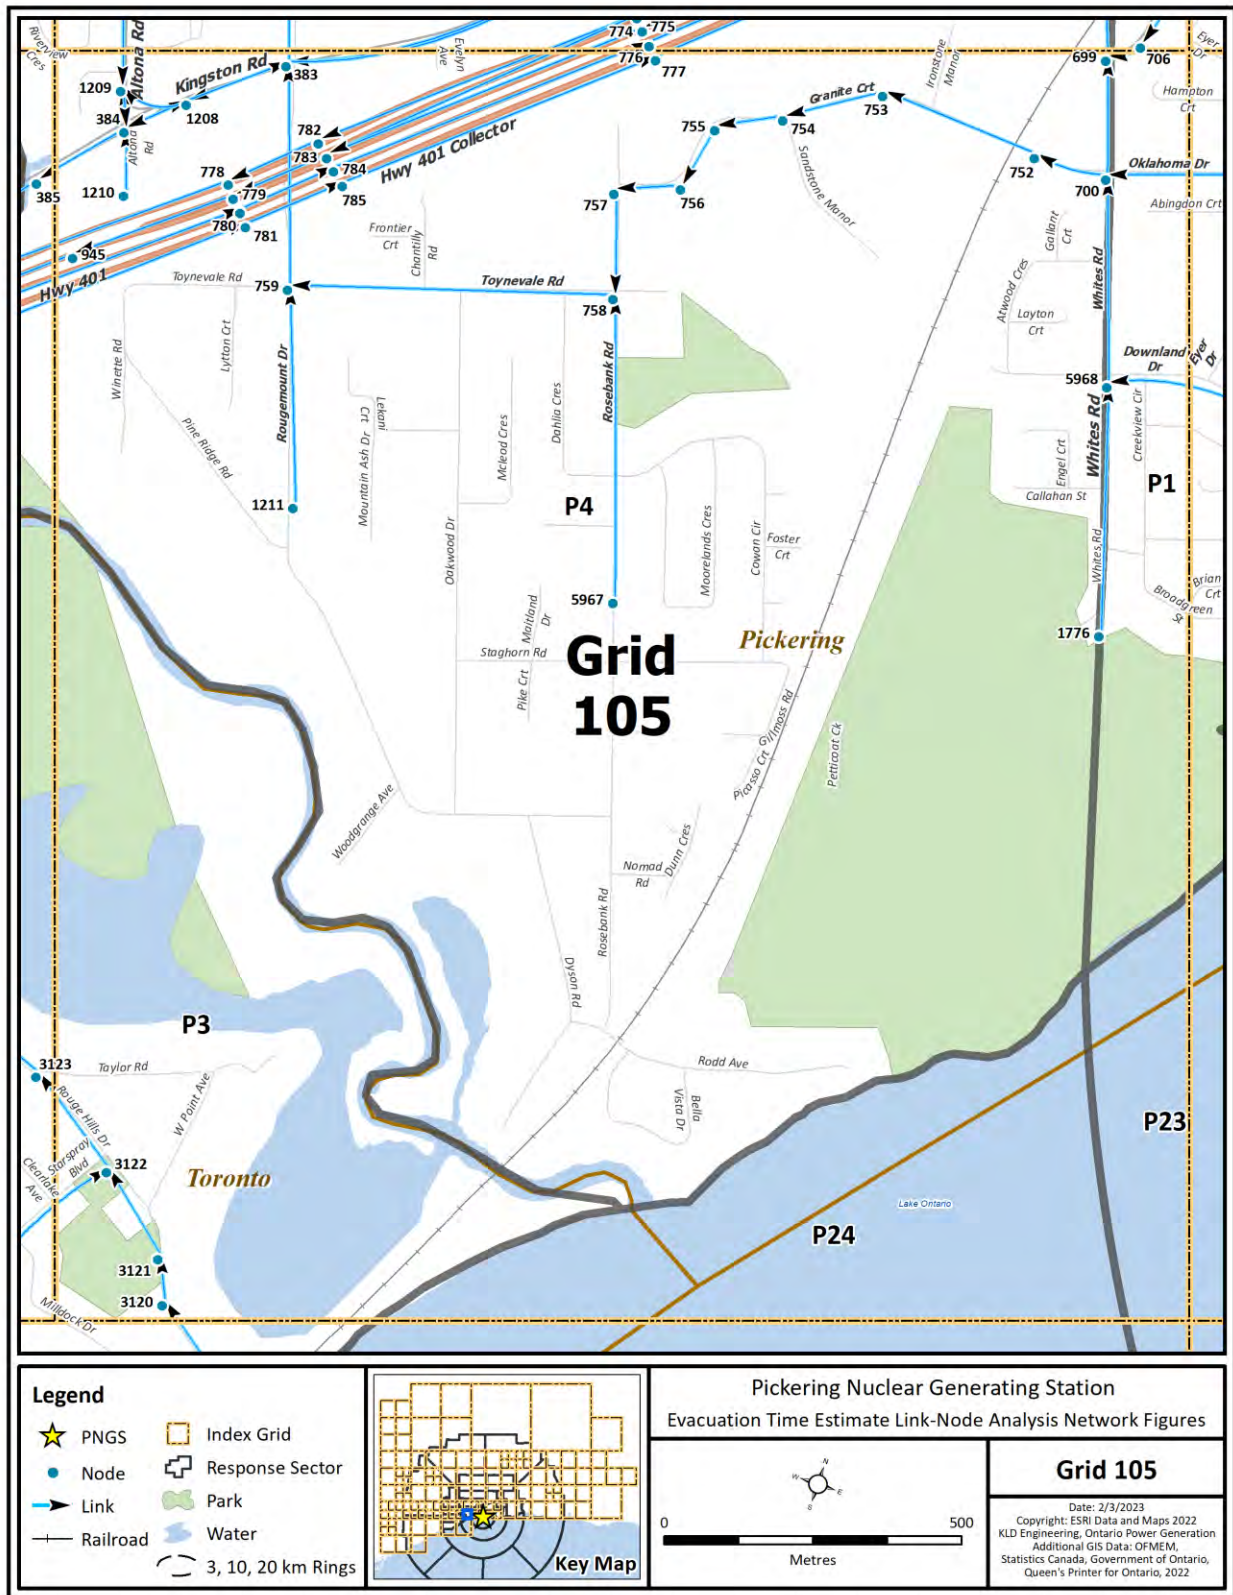 Riverview
Cres
Altona Rd
1209
384
Altona
Rd
1210
385
Kingston Rd
1208
383
Evelyn
Ave
774
775
776
777
782
783
784
785
778
779
780
781
945
Hwy 401
Hwy 401 Collector
Frontier
Crt
Chantilly
Rd
Granite Crt
753
754
755
756
757
Sandstone Manor
Ironstone
Manor
699
706
Eyer
Dr
Hampton
Crt
Oklahoma Dr
752
700
Abingdon Crt
Gallant
Crt
Atwood Cres
Layton
Crt
Whites Rd
Downland
Dr
Eyer
Dr
5968
Whites Rd
Creekview Cir
Engel Crt
Callahan St
P1
Whites Rd
Brian
Crt
Broadgreen
St
1776
Toynevale Rd
759
Toynevale Rd
758
Winette Rd
Lytton Crt
Pine Ridge Rd
Rougemount Dr
1211
Lekani
Crt
Mountain Ash Dr
Mclead Cres
Dahlia Cres
Rosebank Rd
P4
Oakwood Dr
Moorelands Cres
Cowan Cir
Foster
Crt
5967
Maitland
Dr
Staghorn Rd
Pike Crt
Grid
105
Pickering
Gillmoss Rd
Picasso Crt
Petticoat Ck
Woodgrange Ave
Nomad
Rd
Dunn Cres
Rosebank Rd
Dyson Rd
Rodd Ave
Bella
Vista Dr
P3
3123
Taylor Rd
Rouge Hills Dr
W Point Ave
Starspray
Blvd
Clearlake
Ave
3122
Toronto
3121
3120
Milldock Dr
P23
Lake Ontario
P24
Legend
PNGS
Node
Link
Railroad
Index Grid
Response Sector
Park
Water
3, 10, 20 km Rings
Key Map
Pickering Nuclear Generating Station
Evacuation Time Estimate Link-Node Analysis Network Figures
N
W
E
S
0
500
Metres
Grid 105
Date: 2/3/2023
Copyright: ESRI Data and Maps 2022
KLD Engineering, Ontario Power Generation
Additional GIS Data: OFMEM,
Statistics Canada, Government of Ontario,
Queen's Printer for Ontario, 2022